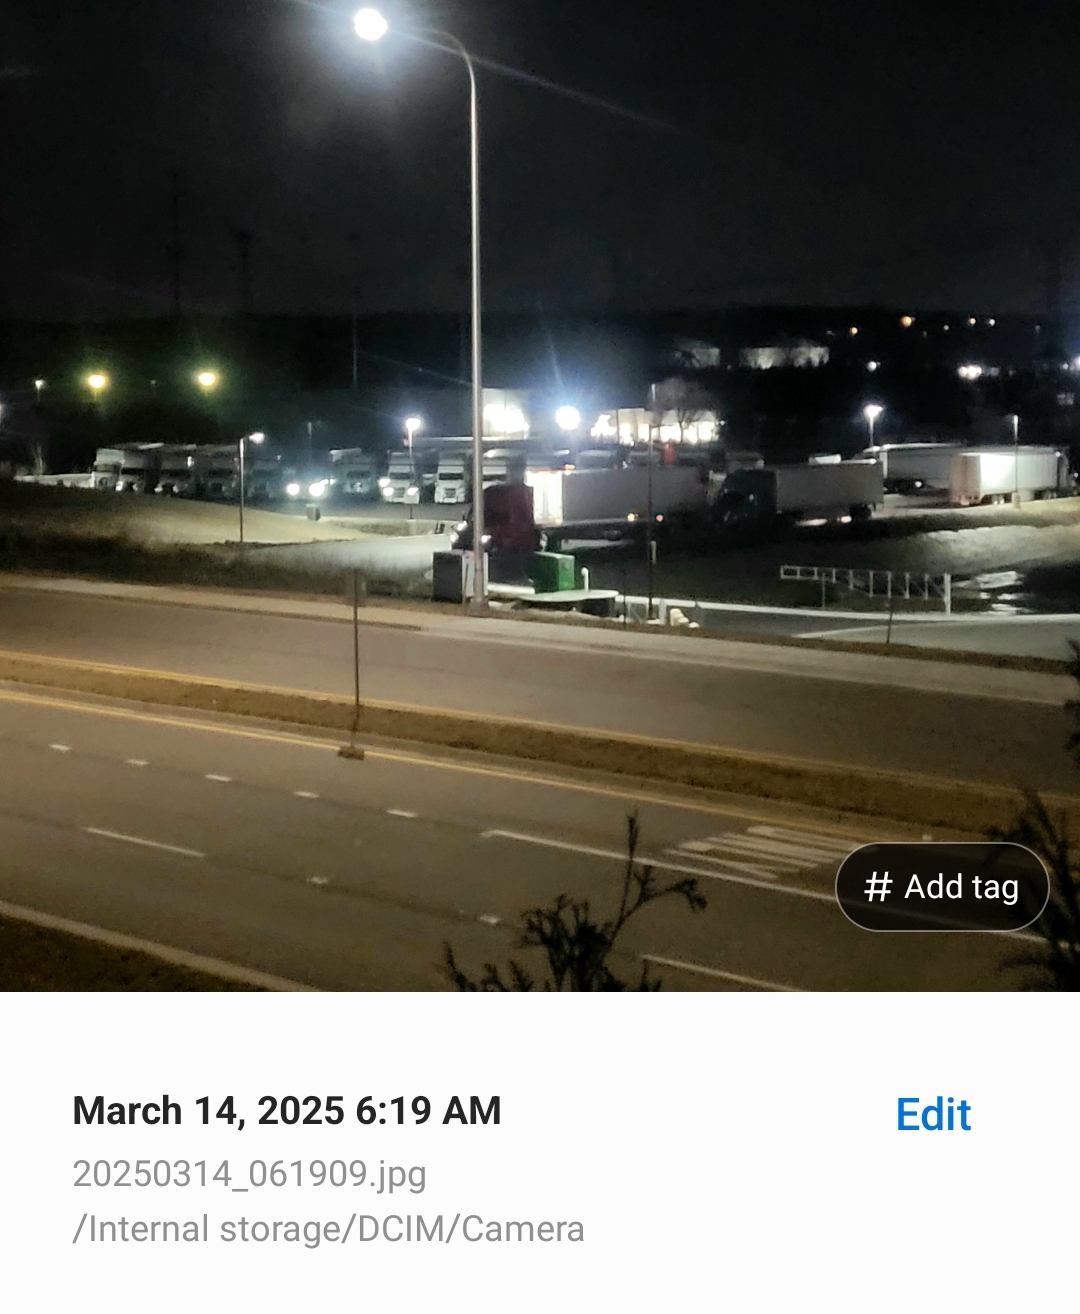 # Add tag
March 14, 2025 6:19 AM
Edit
20250314_061909.jpg
/Internal storage/DCIM/Camera